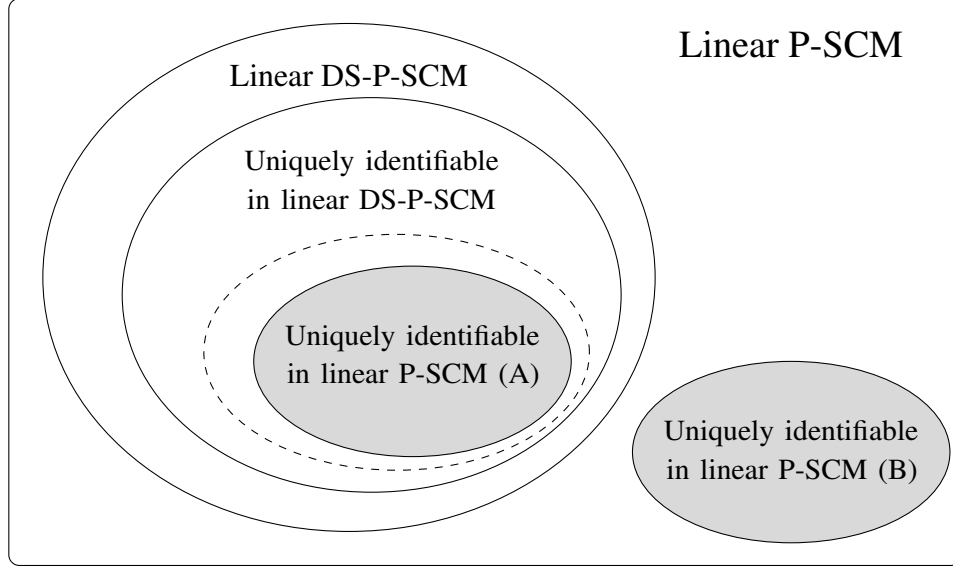 Linear P-SCM
Linear DS-P-SCM
Uniquely identifiable
in linear DS-P-SCM
Uniquely identifiable
in linear P-SCM (A)
Uniquely identifiable
in linear P-SCM (B)